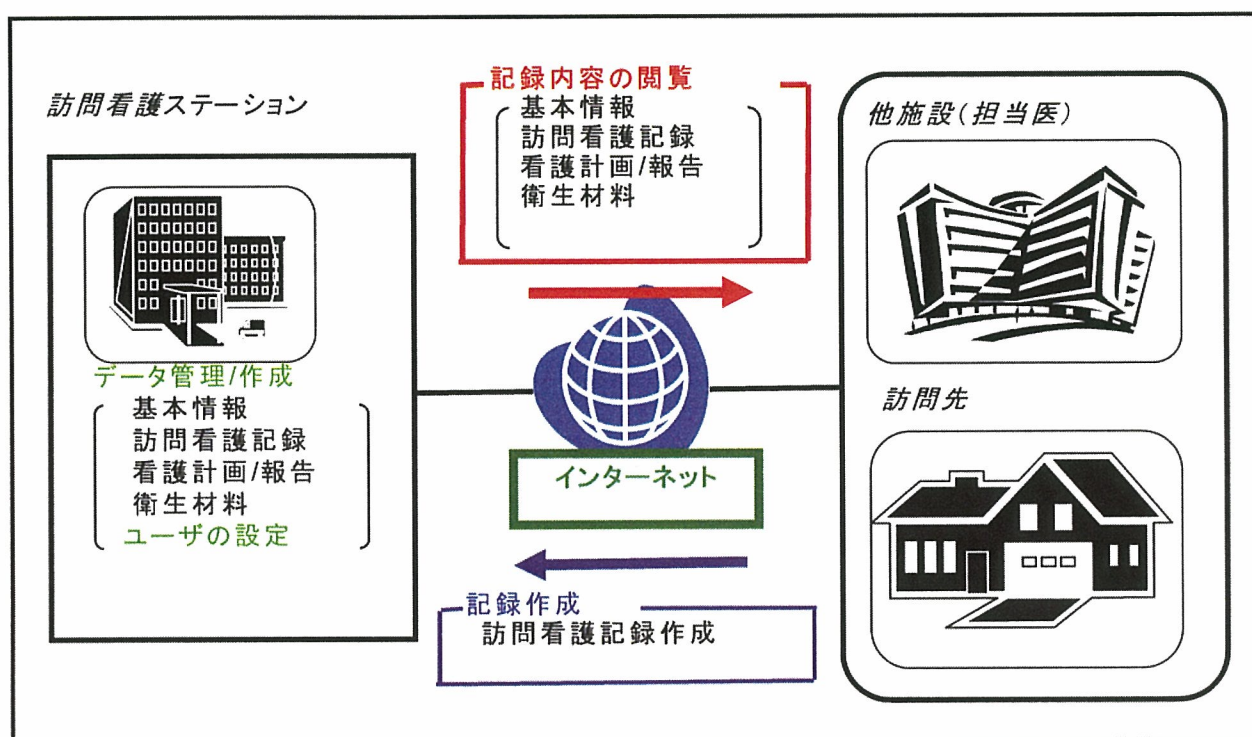 訪問看護ステーション
データ管理/作成
基本情報
訪問看護記録
看護計画/報告
衛生材料
ユーザの設定
記録内容の閲覧
基本情報
訪問看護記録
看護計画/報告
衛生材料
インターネット
記録作成
訪問看護記録作成
他施設(担当医)
訪問先